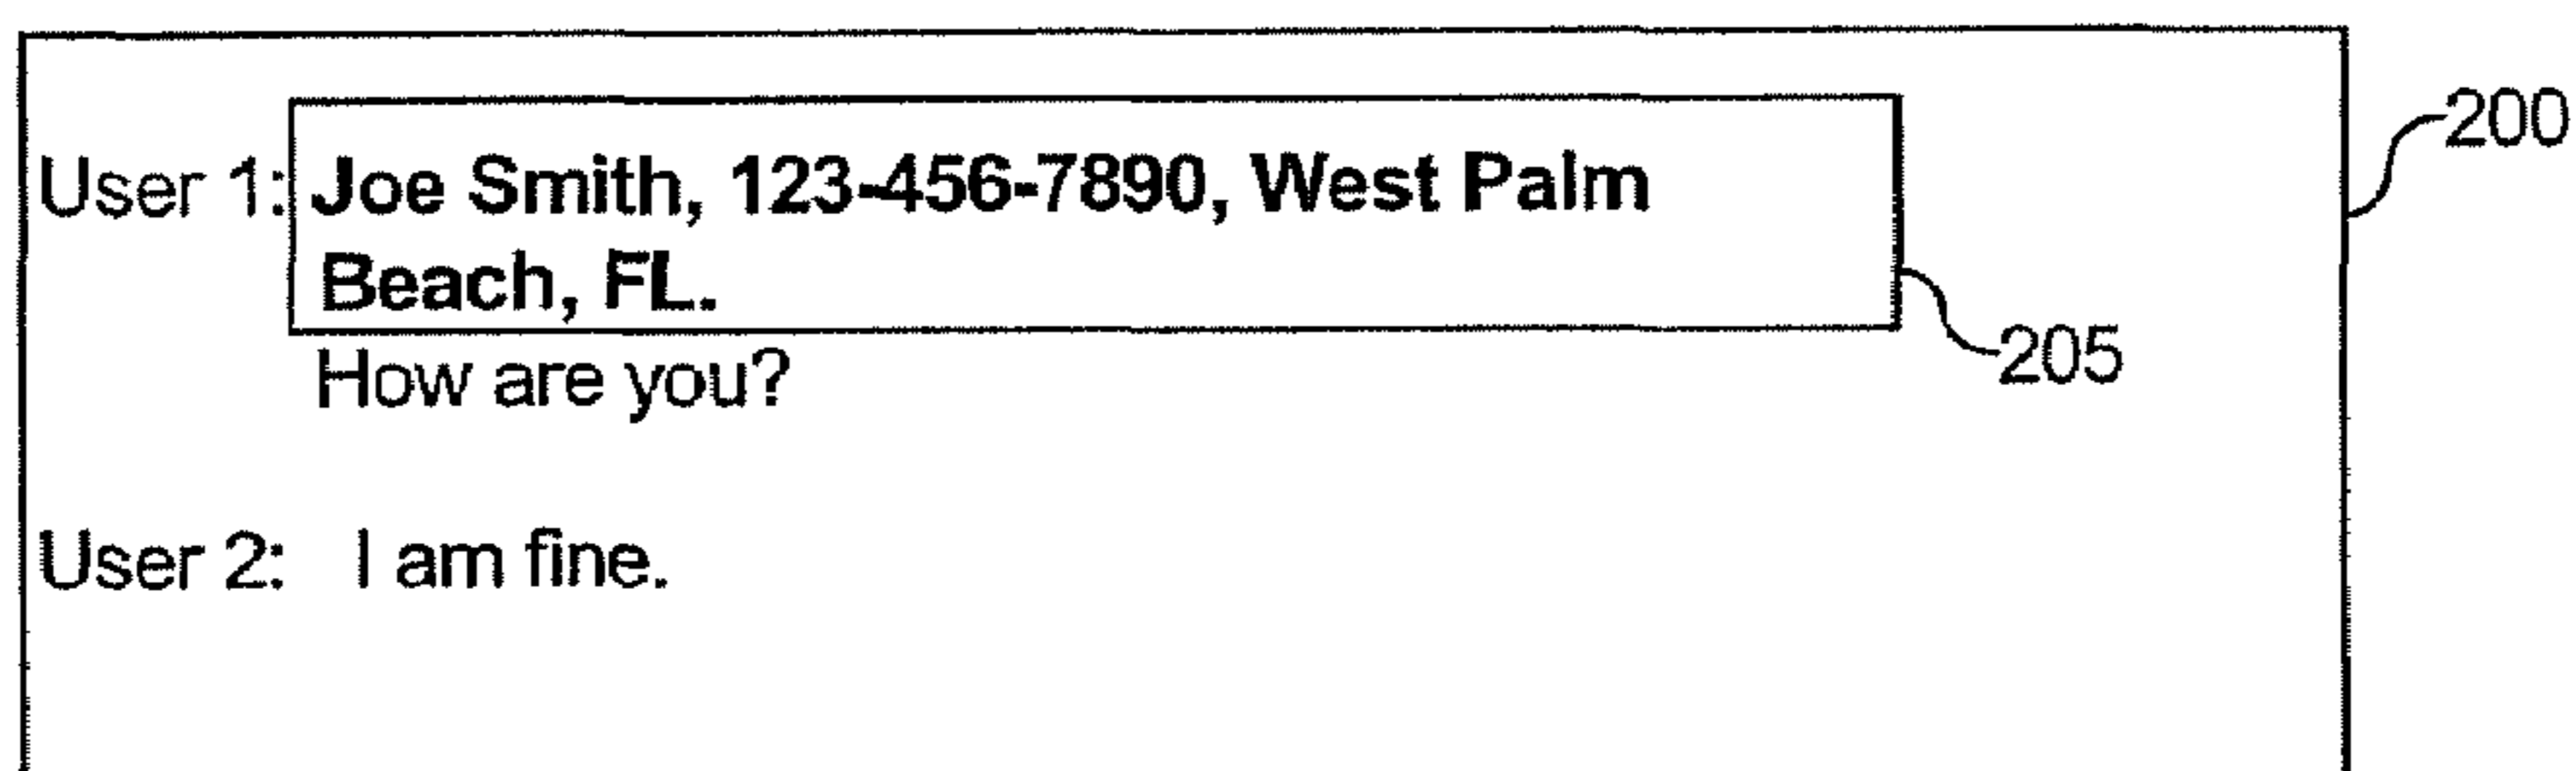 200
User 1: Joe Smith, 123-456-7890, West Palm
Beach, FL.
205
How are you?
User 2: I am fine.